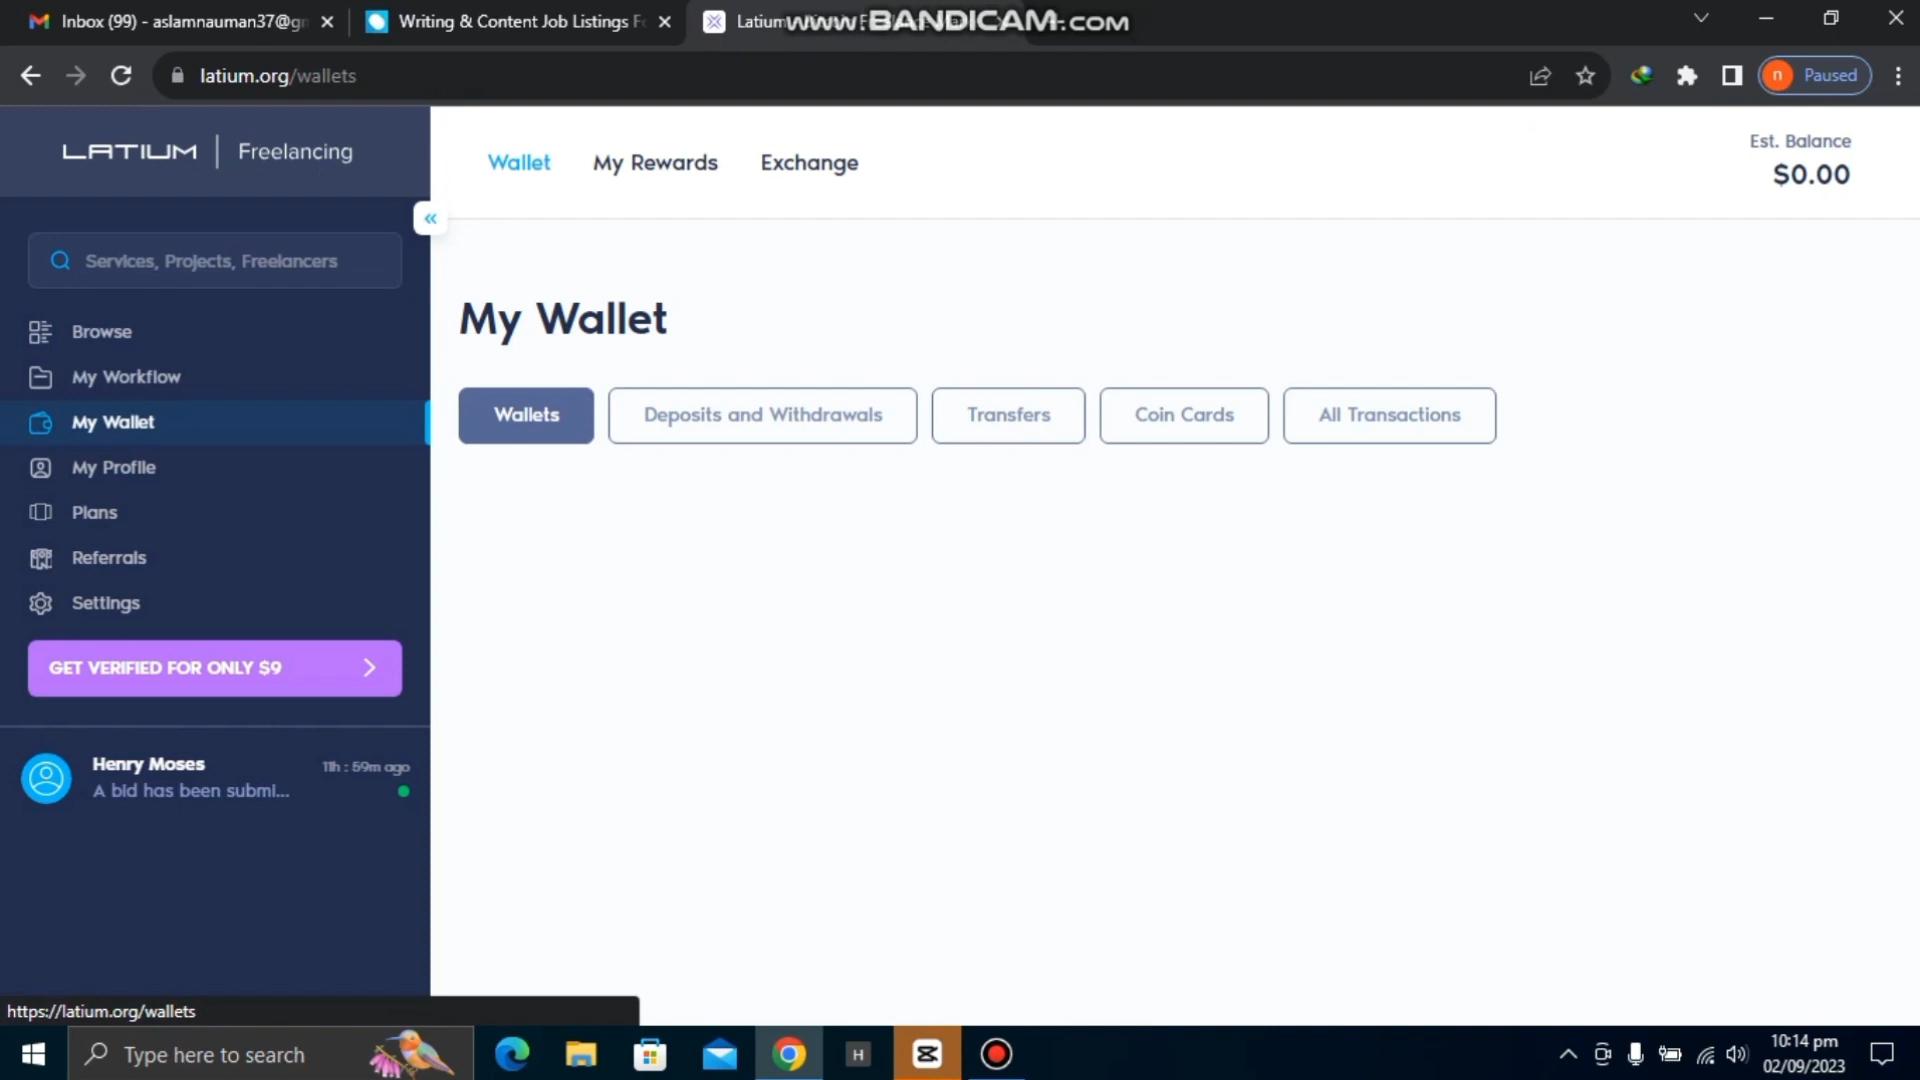 Inbox (99) - aslamnauman37@gr
Writing & Content Job Listings Fo
Latium
www.BANDICAM.com
latium.org/wallets
n Paused
LATIUM | Freelancing
Wallet My Rewards Exchange
Est. Balance
$0.00
«
Services, Projects, Freelancers
Browse
My Workflow
My Wallet
My Profile
Plans
Referrals
Settings
GET VERIFIED FOR ONLY $9
Henry Moses 11h : 59m ago
A bid has been submi...
My Wallet
Wallets Deposits and Withdrawals Transfers Coin Cards All Transactions
https://latium.org/wallets
Type here to search
H
10:14 pm
02/09/2023